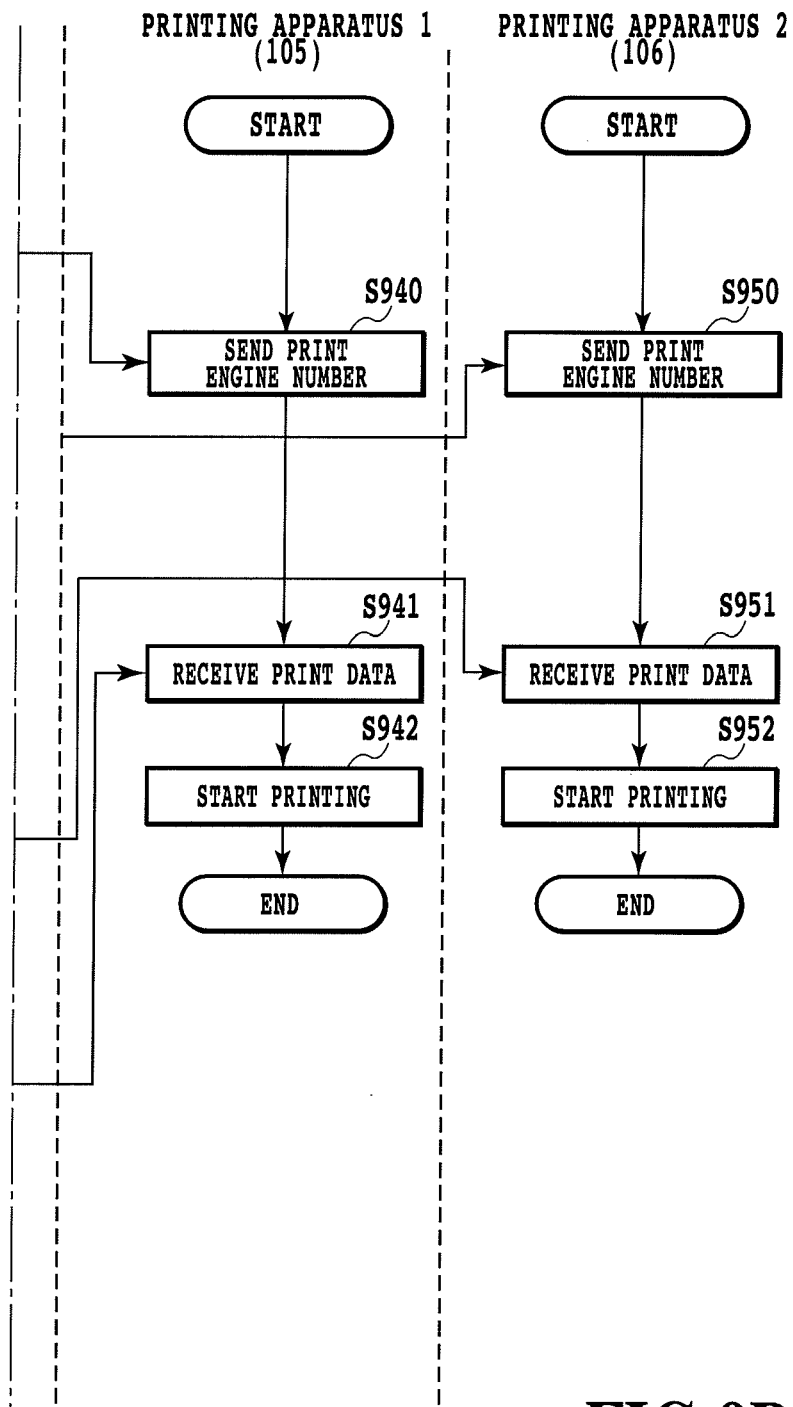 PRINTING APPARATUS 1
(105)
PRINTING APPARATUS 2
(106)
START
START
S940
SEND PRINT
ENGINE NUMBER
S950
SEND PRINT
ENGINE NUMBER
S941
RECEIVE PRINT DATA
S951
RECEIVE PRINT DATA
S942
START PRINTING
S952
START PRINTING
END
END